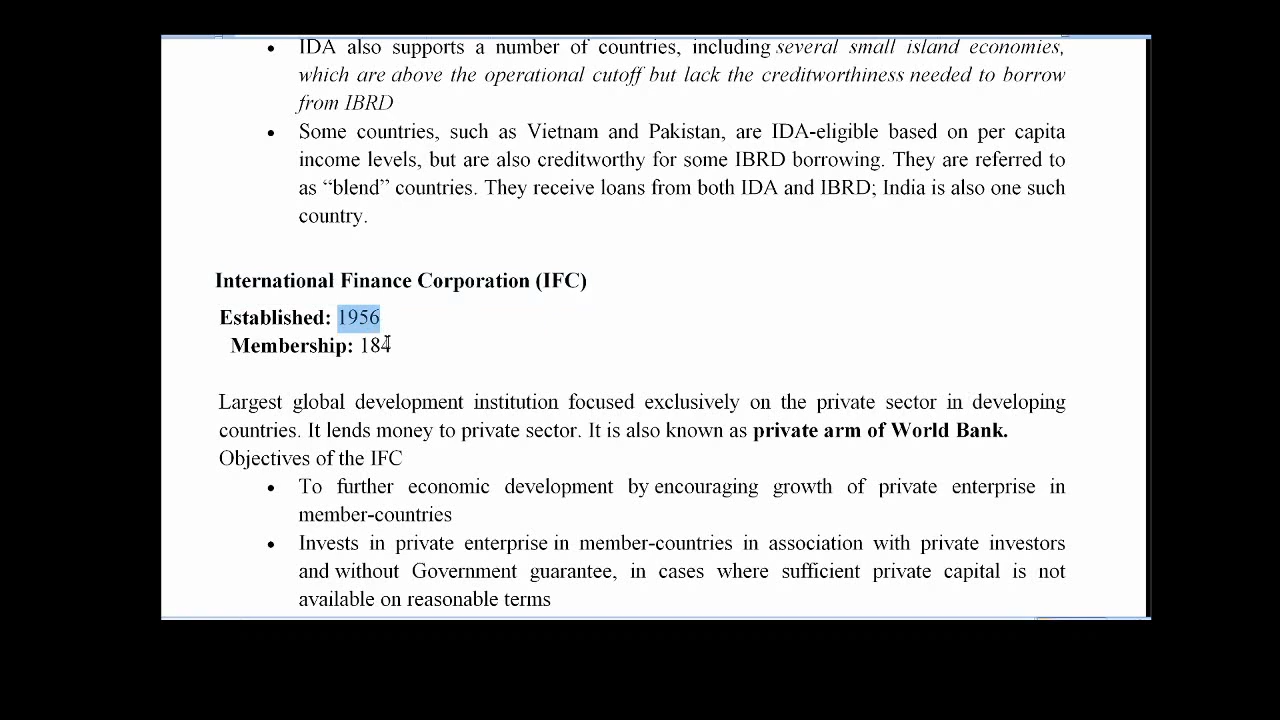 • IDA also supports a number of countries, including several small island economies,
which are above the operational cutoff but lack the creditworthiness needed to borrow
from IBRD
• Some countries, such as Vietnam and Pakistan, are IDA-eligible based on per capita
income levels, but are also creditworthy for some IBRD borrowing. They are referred to
as “blend” countries. They receive loans from both IDA and IBRD; India is also one such
country.
International Finance Corporation (IFC)
Established: 1956
Membership: 184
Largest global development institution focused exclusively on the private sector in developing
countries. It lends money to private sector. It is also known as private arm of World Bank.
Objectives of the IFC
• To further economic development by encouraging growth of private enterprise in
member-countries
• Invests in private enterprise in member-countries in association with private investors
and without Government guarantee, in cases where sufficient private capital is not
available on reasonable terms